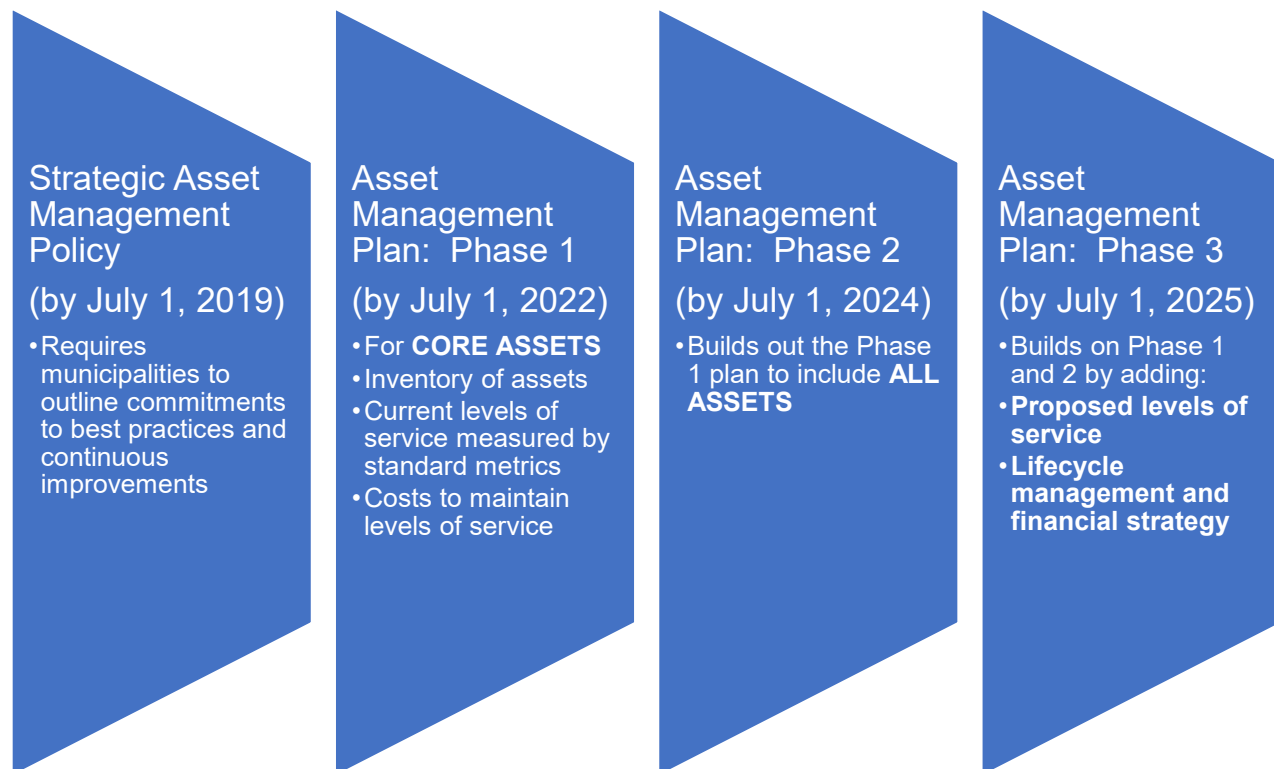 Strategic Asset
Management
Policy
(by July 1, 2019)
•Requires
municipalities to
outline commitments
to best practices and
continuous
improvements
Asset
Management
Plan:  Phase 1
(by July 1, 2022)
•For CORE ASSETS
•Inventory of assets
•Current levels of
service measured by
standard metrics
•Costs to maintain
levels of service
Asset
Management
Plan:  Phase 2
(by July 1, 2024)
•Builds out the Phase
1 plan to include ALL
ASSETS
Asset
Management
Plan:  Phase 3
(by July 1, 2025)
•Builds on Phase 1
and 2 by adding:
•Proposed levels of
service
•Lifecycle
management and
financial strategy